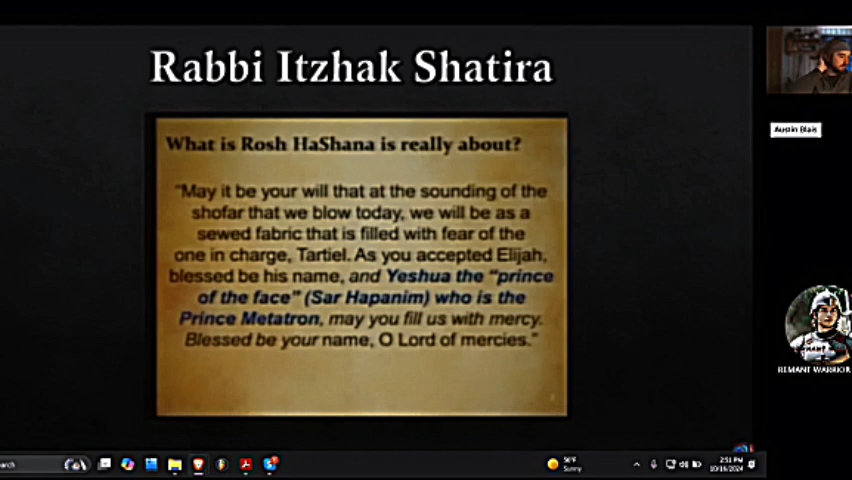 Rabbi Itzhak Shatira
What is Rosh HaShana is really about?
"May it be your will that at the sounding of the
shofar that we blow today, we will be as a
sewed fabric that is filled with fear of the
one in charge, Tartiel. As you accepted Elijah,
blessed be his name, and Yeshua the "prince
of the face" (Sar Hapanim) who is the
Prince Metatron, may you fill us with mercy.
Blessed be your name, O Lord of mercies."
Austin Blais
REMANT WARRIOR
arch
56°F
Sunny
2:51 PM
10/16/2024